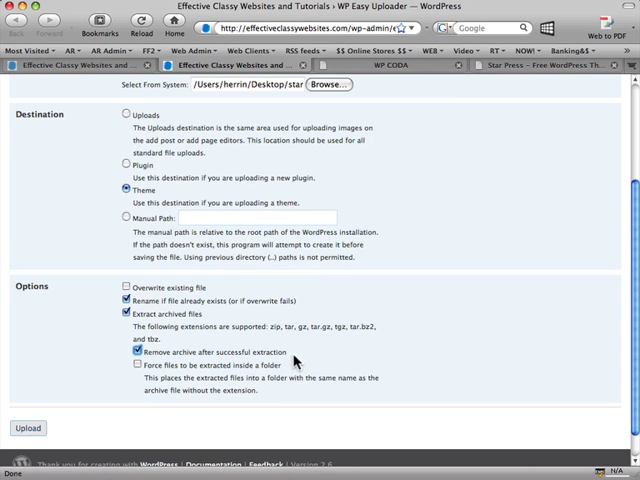 Effective Classy Websites and Tutorials › WP Easy Uploader — WordPress
Back Forward Bookmarks Reload Home http://effectiveclassywebsites.com/wp-admin/e Google Web to PDF
Most Visited AR AR Admin FF2 Web Admin Web Clients RSS feeds $$ Online Stores $$ WEB Video RT NOW! Banking&$
Effective Classy Websites and ... Effective Classy Websites and ... WP CODA Star Press – Free WordPress Th...
Select From System: /Users/herrin/Desktop/star Browse...
Destination
Uploads
The Uploads destination is the same area used for uploading images on
the add post or add page editors. This location should be used for all
standard file uploads.
Plugin
Use this destination if you are uploading a new plugin.
Theme
Use this destination if you are uploading a theme.
Manual Path:
The manual path is relative to the root path of the WordPress installation.
If the path doesn't exist, this program will attempt to create it before
saving the file. Using previous directory (..) paths is not permitted.
Options
Overwrite existing file
Rename if file already exists (or if overwrite fails)
Extract archived files
The following extensions are supported: zip, tar, gz, tar.gz, tgz, tar.bz2,
and tbz.
Remove archive after successful extraction
Force files to be extracted inside a folder
This places the extracted files into a folder with the same name as the
archive file without the extension.
Upload
Thank you for creating with WordPress | Documentation | Feedback | Version 2.6
Done N/A